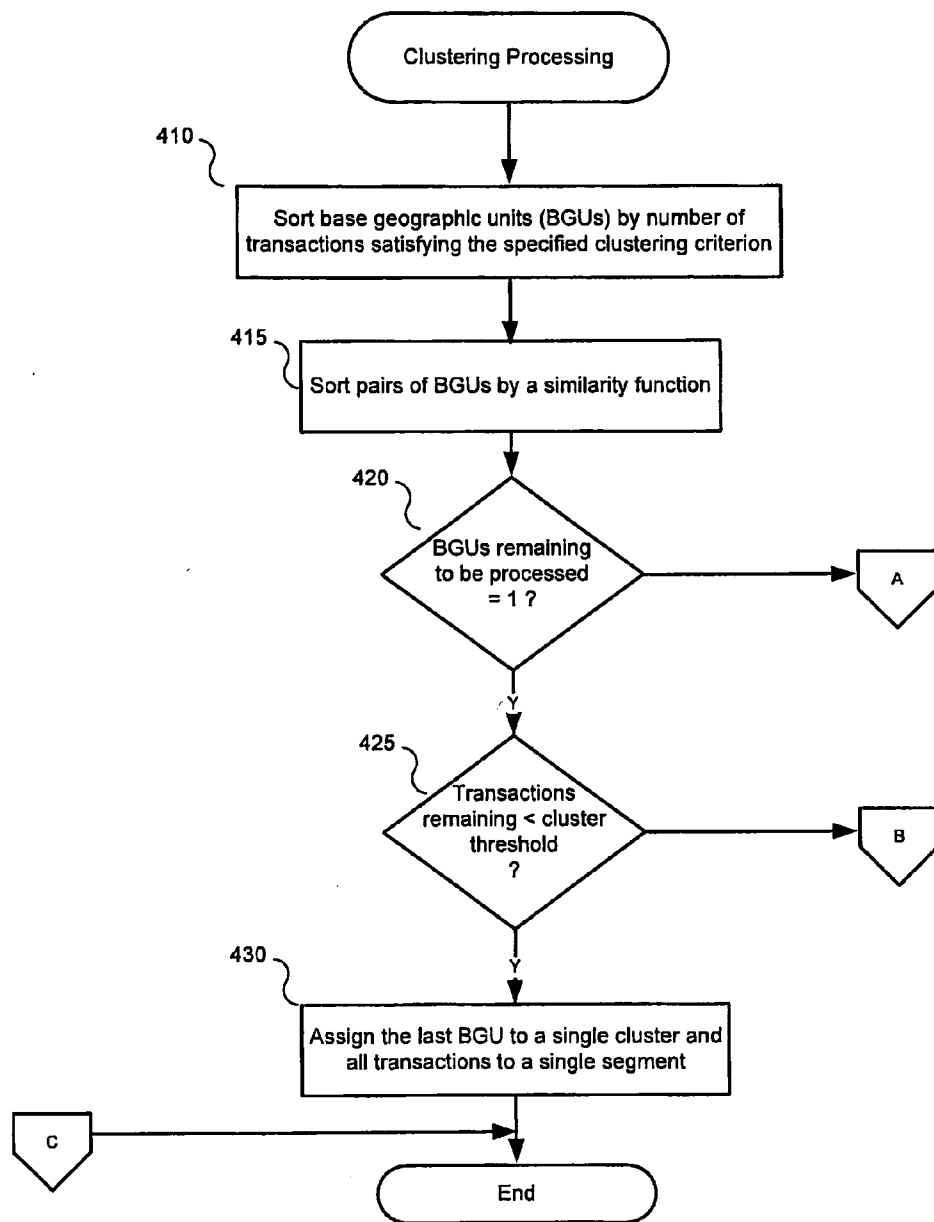 Clustering Processing
410
Sort base geographic units (BGUs) by number of
transactions satisfying the specified clustering criterion
415
Sort pairs of BGUs by a similarity function
420
BGUs remaining
to be processed
= 1 ?
A
Y
425
Transactions
remaining < cluster
threshold
?
B
Y
430
Assign the last BGU to a single cluster and
all transactions to a single segment
C
End